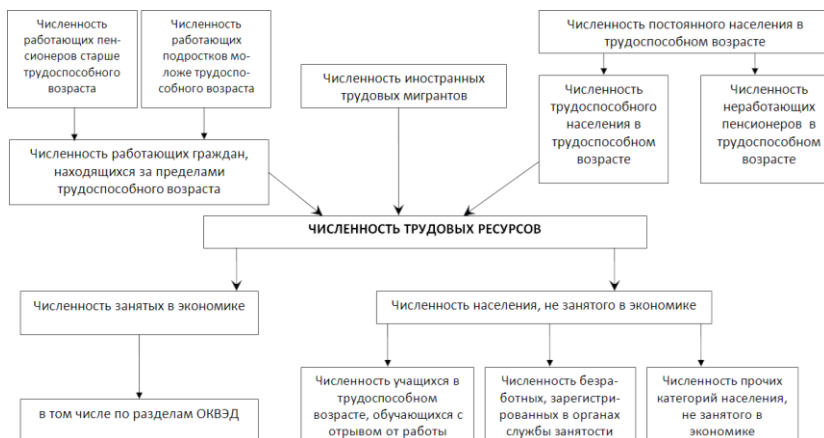 Численность
работающих пен-
сионеров старше
трудоспособного
возраста
Численность
работающих
подростков мо-
ложе трудоспо-
собного возраста
Численность иностранных
трудовых мигрантов
Численность постоянного населения в
трудоспособном возрасте
Численность
трудоспособного
населения в
трудоспособном
возрасте
Численность
неработающих
пенсионеров в
трудоспособном
возрасте
Численность работающих граждан,
находящихся за пределами
трудоспособного возраста
ЧИСЛЕННОСТЬ ТРУДОВЫХ РЕСУРСОВ
Численность занятых в экономике
Численность населения, не занятого в экономике
в том числе по разделам ОКВЭД
Численность учащихся в
трудоспособном
возрасте, обучающихся с
отрывом от работы
Численность безра-
ботных, зарегистри-
рованных в органах
службы занятости
Численность прочих
категорий населения,
не занятого в
экономике